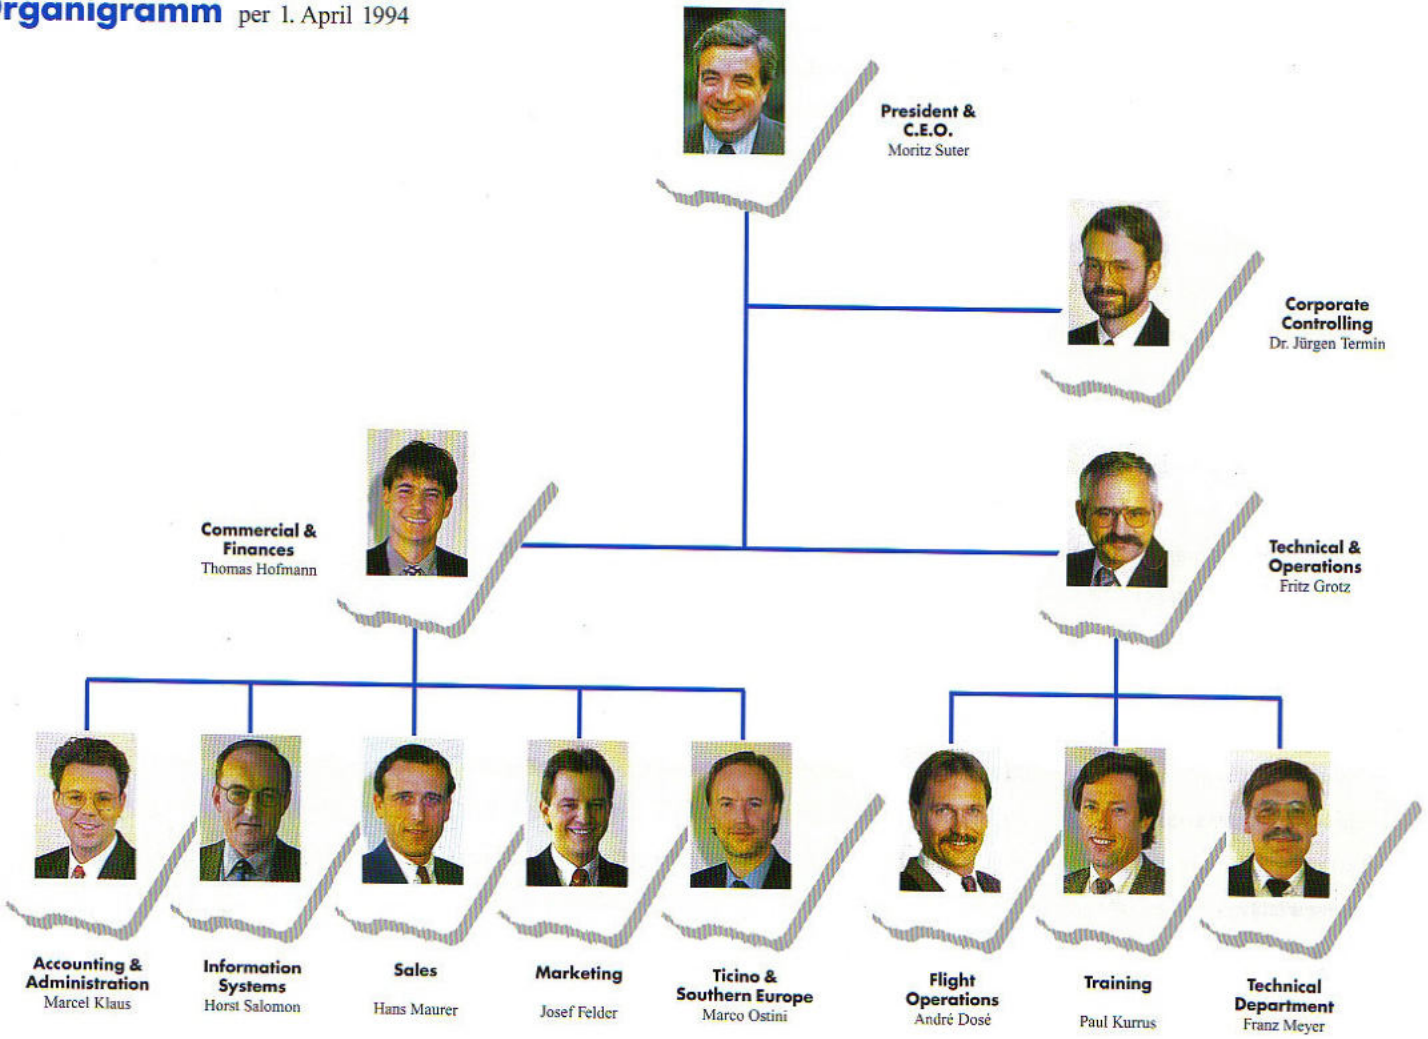 Organigramm per 1. April 1994
President &
C.E.O.
Moritz Suter
Corporate
Controlling
Dr. Jürgen Termin
Commercial &
Finances
Thomas Hofmann
Technical &
Operations
Fritz Grotz
Accounting &
Administration
Marcel Klaus
Information
Systems
Horst Salomon
Sales
Hans Maurer
Marketing
Josef Felder
Ticino &
Southern Europe
Marco Ostini
Flight
Operations
André Dosé
Training
Paul Kurrus
Technical
Department
Franz Meyer